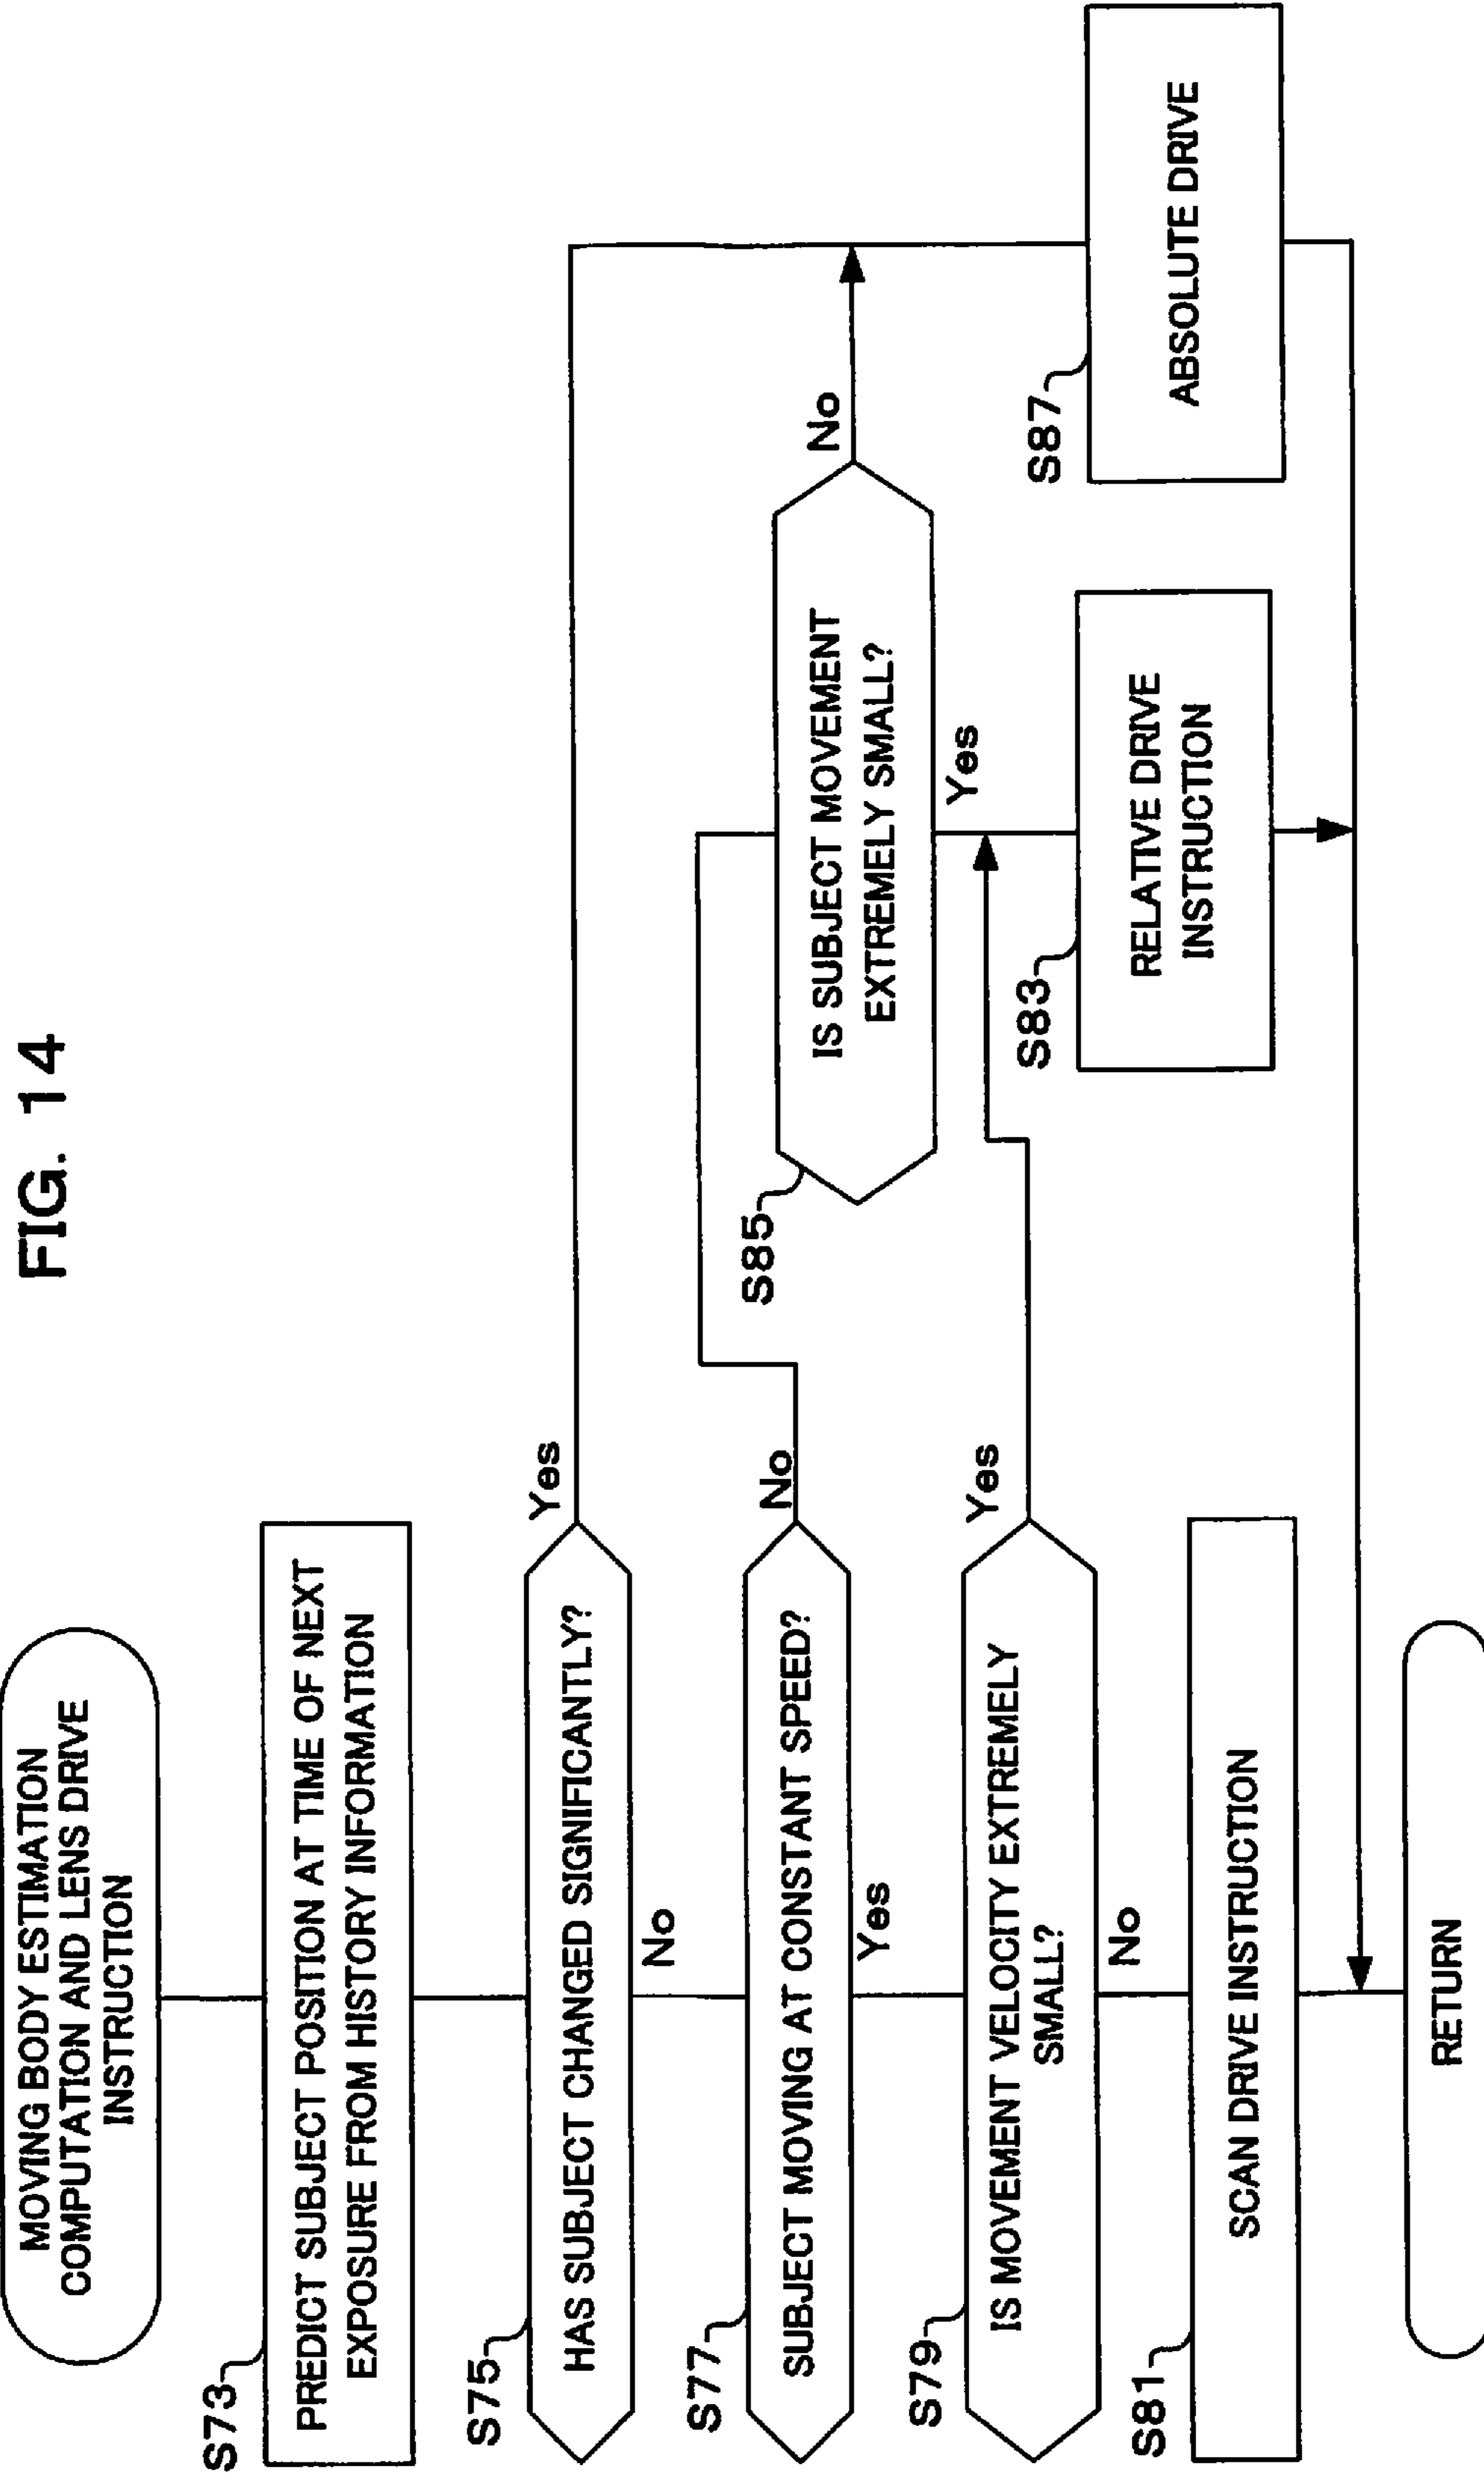 FIG. 14
MOVING BODY ESTIMATION
COMPUTATION AND LENS DRIVE
INSTRUCTION
S73
PREDICT SUBJECT POSITION AT TIME OF NEXT
EXPOSURE FROM HISTORY INFORMATION
S75
HAS SUBJECT CHANGED SIGNIFICANTLY?
Yes
No
S77
SUBJECT MOVING AT CONSTANT SPEED?
No
Yes
S85
IS SUBJECT MOVEMENT
EXTREMELY SMALL?
No
Yes
S79
IS MOVEMENT VELOCITY EXTREMELY
SMALL?
Yes
No
S81
SCAN DRIVE INSTRUCTION
S83
RELATIVE DRIVE
INSTRUCTION
S87
ABSOLUTE DRIVE
RETURN